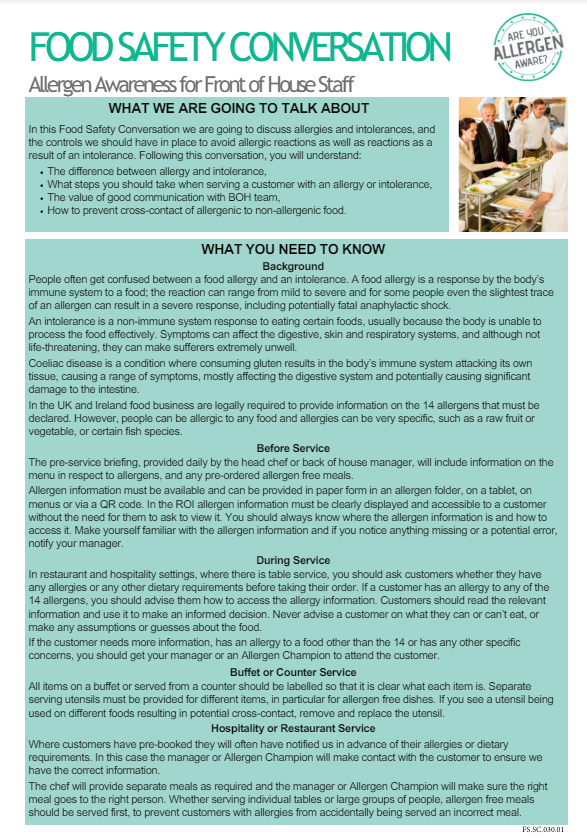 FOOD SAFETY CONVERSATION
ARE YOU
ALLERGEN
AWARE?
Allergen Awareness for Front of House Staff
WHAT WE ARE GOING TO TALK ABOUT
In this Food Safety Conversation we are going to discuss allergies and intolerances, and
the controls we should have in place to avoid allergic reactions as well as reactions as a
result of an intolerance. Following this conversation, you will understand:
• The difference between allergy and intolerance,
• What steps you should take when serving a customer with an allergy or intolerance,
• The value of good communication with BOH team,
• How to prevent cross-contact of allergenic to non-allergenic food.
WHAT YOU NEED TO KNOW
Background
People often get confused between a food allergy and an intolerance. A food allergy is a response by the body's
immune system to a food; the reaction can range from mild to severe and for some people even the slightest trace
of an allergen can result in a severe response, including potentially fatal anaphylactic shock.
An intolerance is a non-immune system response to eating certain foods, usually because the body is unable to
process the food effectively. Symptoms can affect the digestive, skin and respiratory systems, and although not
life-threatening, they can make sufferers extremely unwell.
Coeliac disease is a condition where consuming gluten results in the body's immune system attacking its own
tissue, causing a range of symptoms, mostly affecting the digestive system and potentially causing significant
damage to the intestine.
In the UK and Ireland food business are legally required to provide information on the 14 allergens that must be
declared. However, people can be allergic to any food and allergies can be very specific, such as a raw fruit or
vegetable, or certain fish species.
Before Service
The pre-service briefing, provided daily by the head chef or back of house manager, will include information on the
menu in respect to allergens, and any pre-ordered allergen free meals.
Allergen information must be available and can be provided in paper form in an allergen folder, on a tablet, on
menus or via a QR code. In the ROI allergen information must be clearly displayed and accessible to a customer
without the need for them to ask to view it. You should always know where the allergen information is and how to
access it. Make yourself familiar with the allergen information and if you notice anything missing or a potential error,
notify your manager.
During Service
In restaurant and hospitality settings, where there is table service, you should ask customers whether they have
any allergies or any other dietary requirements before taking their order. If a customer has an allergy to any of the
14 allergens, you should advise them how to access the allergy information. Customers should read the relevant
information and use it to make an informed decision. Never advise a customer on what they can or can't eat, or
make any assumptions or guesses about the food.
If the customer needs more information, has an allergy to a food other than the 14 or has any other specific
concerns, you should get your manager or an Allergen Champion to attend the customer.
Buffet or Counter Service
All items on a buffet or served from a counter should be labelled so that it is clear what each item is. Separate
serving utensils must be provided for different items, in particular for allergen free dishes. If you see a utensil being
used on different foods resulting in potential cross-contact, remove and replace the utensil.
Hospitality or Restaurant Service
Where customers have pre-booked they will often have notified us in advance of their allergies or dietary
requirements. In this case the manager or Allergen Champion will make contact with the customer to ensure we
have the correct information.
The chef will provide separate meals as required and the manager or Allergen Champion will make sure the right
meal goes to the right person. Whether serving individual tables or large groups of people, allergen free meals
should be served first, to prevent customers with allergies from accidentally being served an incorrect meal.
FS.SC.030.01